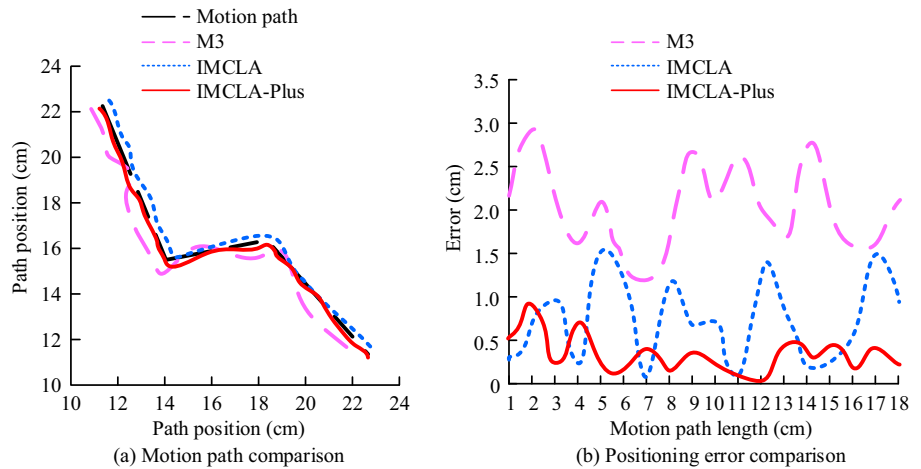 Motion path
M3
IMCLA
IMCLA-Plus
24
22
20
18
16
14
12
10
Path position (cm)
10 12 14 16 18 20 22 24
Path position (cm)
(a) Motion path comparison
M3
IMCLA
IMCLA-Plus
3.5
3.0
2.5
2.0
1.5
1.0
0.5
0
Error (cm)
1 2 3 4 5 6 7 8 9 10 11 12 13 14 15 16 17 18
Motion path length (cm)
(b) Positioning error comparison